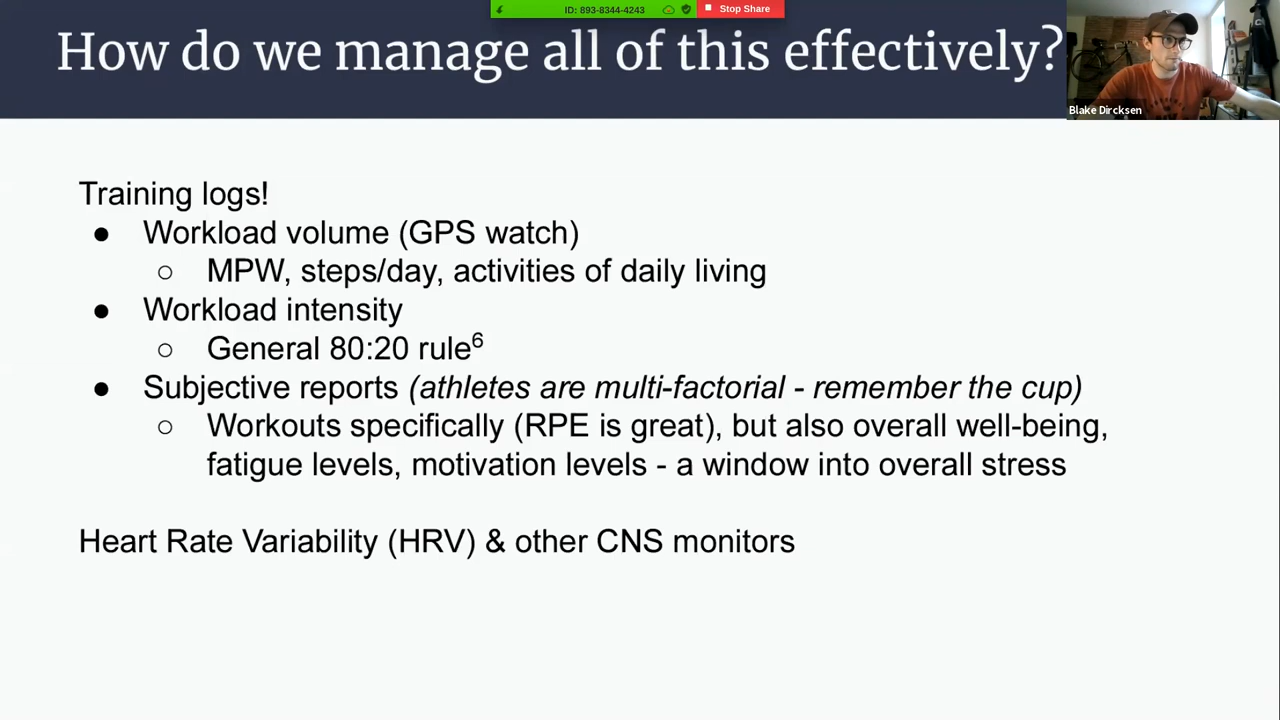 ID: 893-8344-4243
Stop Share
How do we manage all of this effectively?
Blake Dircksen
Training logs!
● Workload volume (GPS watch)
○ MPW, steps/day, activities of daily living
● Workload intensity
○ General 80:20 rule⁶
● Subjective reports (athletes are multi-factorial - remember the cup)
○ Workouts specifically (RPE is great), but also overall well-being,
fatigue levels, motivation levels - a window into overall stress
Heart Rate Variability (HRV) & other CNS monitors